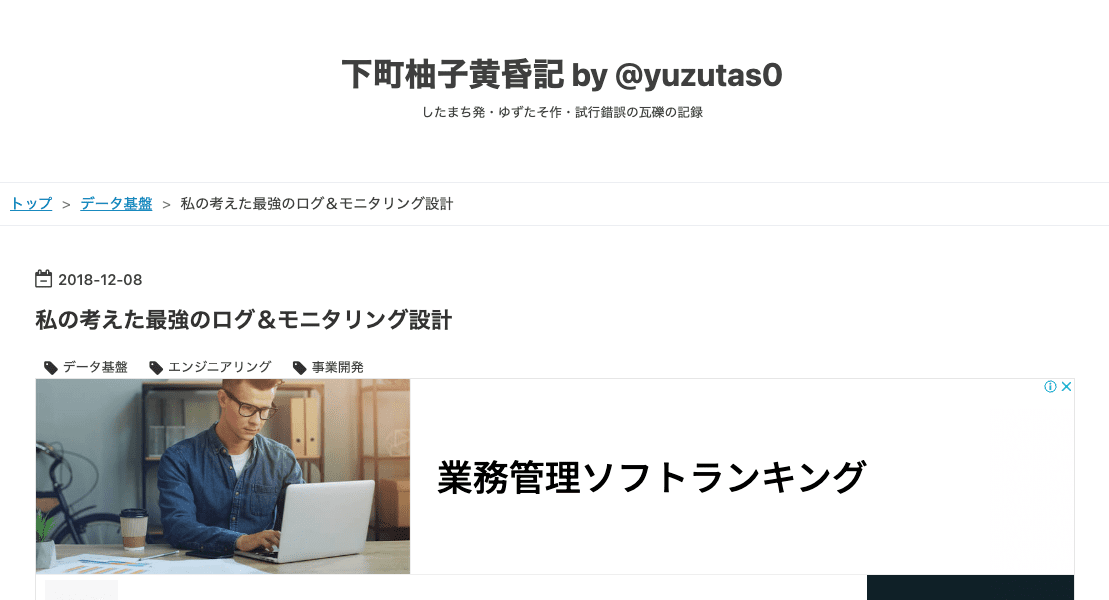 下町柚子黄昏記 by @yuzutas0
したまち発・ゆずたそ作・試行錯誤の瓦礫の記録
トップ > データ基盤 > 私の考えた最強のログ＆モニタリング設計
2018-12-08
私の考えた最強のログ＆モニタリング設計
データ基盤 エンジニアリング 事業開発
業務管理ソフトランキング